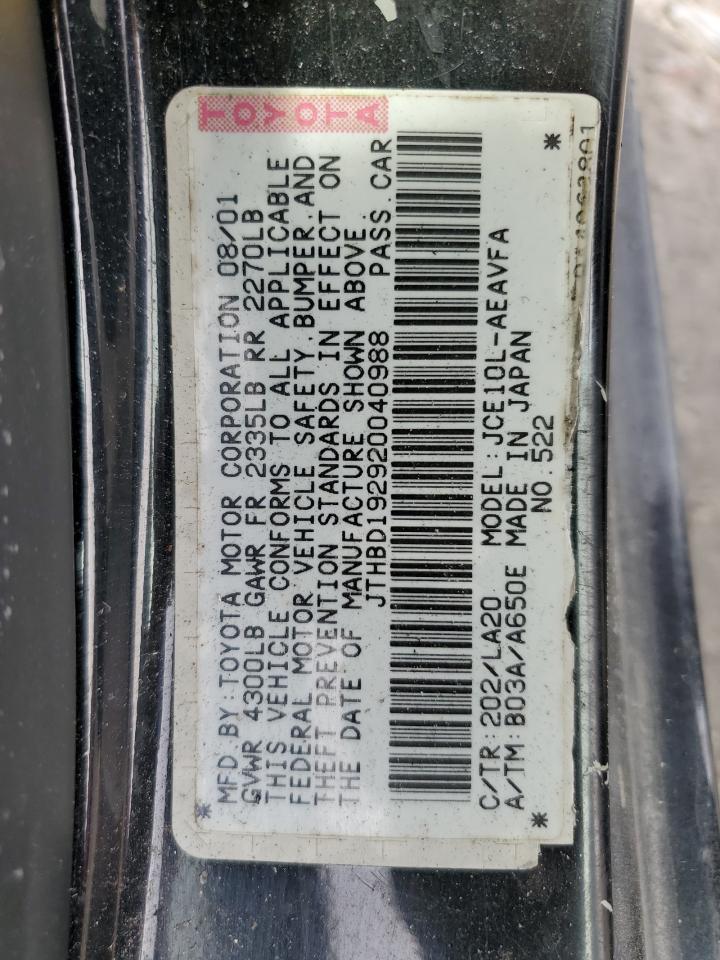 TOYOTA
MFD.BY:TOYOTA MOTOR CORPORATION 08/01
GVWR 4300LB GAWR FR 2335LB RR 2270LB
THIS VEHICLE CONFORMS TO ALL APPLICABLE
FEDERAL MOTOR VEHICLE SAFETY,BUMPER,AND
THEFT PREVENTION STANDARDS IN EFFECT ON
THE DATE OF MANUFACTURE SHOWN ABOVE.
JTHBD192920040988 PASS.CAR
C/TR:202/LA20 MODEL:JCE10L-AEAVFA
A/TM:B03A/A650E MADE IN JAPAN
NO.522